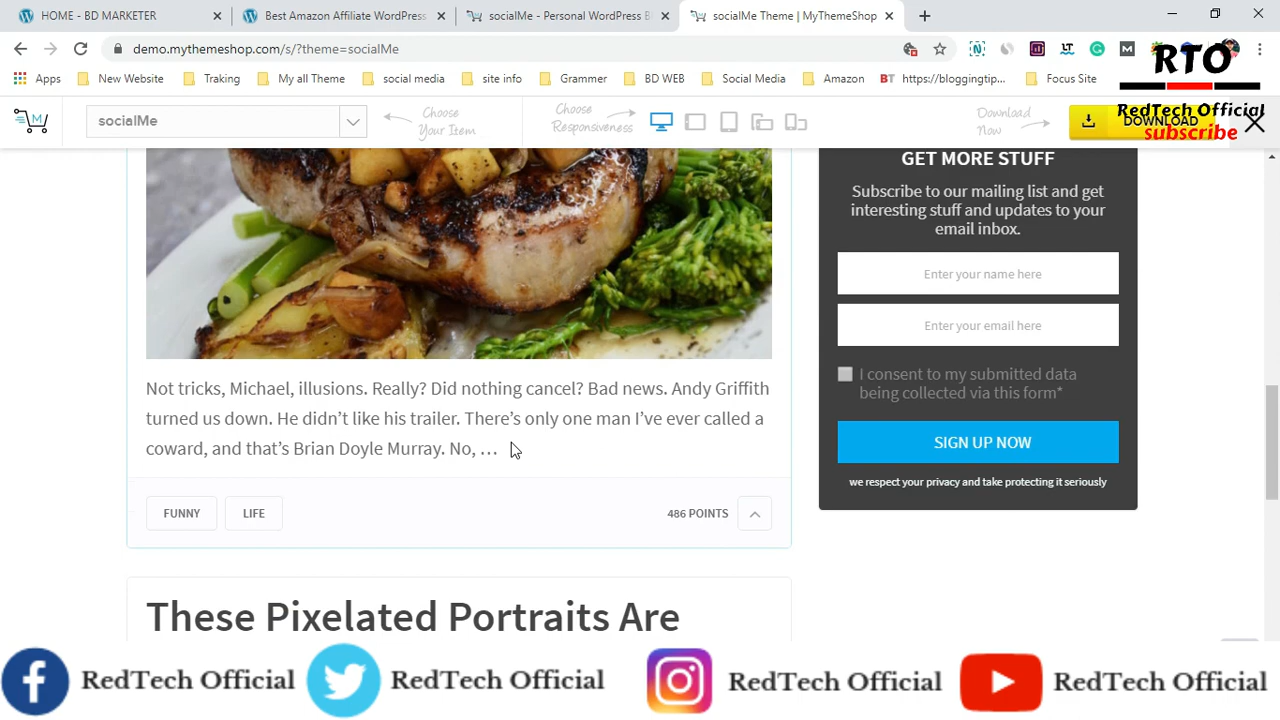 HOME - BD MARKETER
Best Amazon Affiliate WordPress
socialMe - Personal WordPress B
socialMe Theme | MyThemeShop
demo.mythemeshop.com/s/?theme=socialMe
Apps
New Website
Traking
My all Theme
social media
site info
Grammer
BD WEB
Social Media
Amazon
BT https://bloggingtip...
Focus Site
RTO
RedTech Official
subscribe
M
socialMe
Choose
Your Item
Choose
Responsiveness
Download
Now
DOWNLOAD
GET MORE STUFF
Subscribe to our mailing list and get
interesting stuff and updates to your
email inbox.
Enter your name here
Enter your email here
I consent to my submitted data
being collected via this form*
SIGN UP NOW
we respect your privacy and take protecting it seriously
Not tricks, Michael, illusions. Really? Did nothing cancel? Bad news. Andy Griffith
turned us down. He didn’t like his trailer. There’s only one man I’ve ever called a
coward, and that’s Brian Doyle Murray. No, …
FUNNY
LIFE
486 POINTS
These Pixelated Portraits Are
RedTech Official
RedTech Official
RedTech Official
RedTech Official